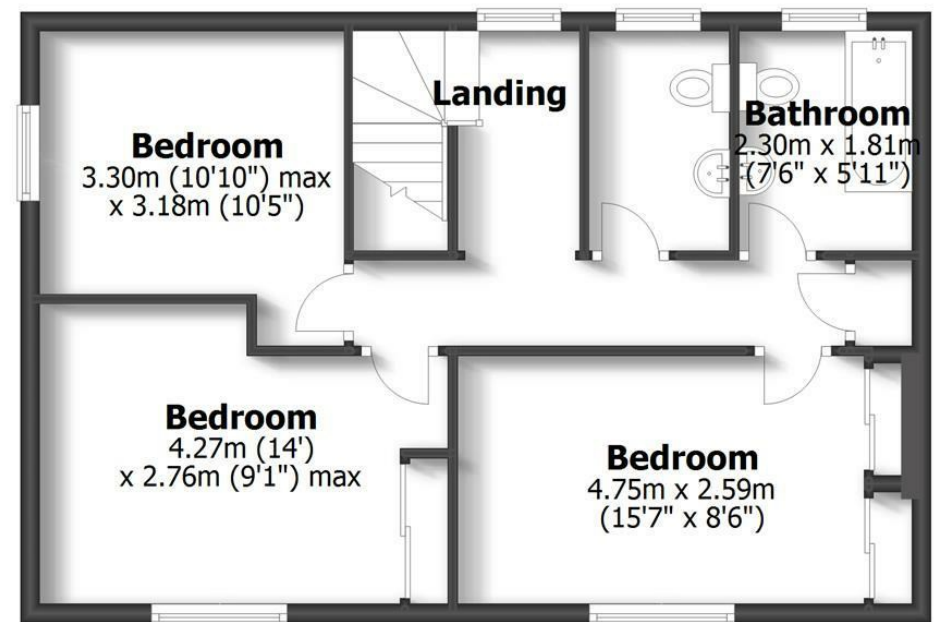 Landing
Bathroom
2.30m x 1.81m
(7'6" x 5'11")
Bedroom
3.30m (10'10") max
x 3.18m (10'5")
Bedroom
4.27m (14')
x 2.76m (9'1") max
Bedroom
4.75m x 2.59m
(15'7" x 8'6")